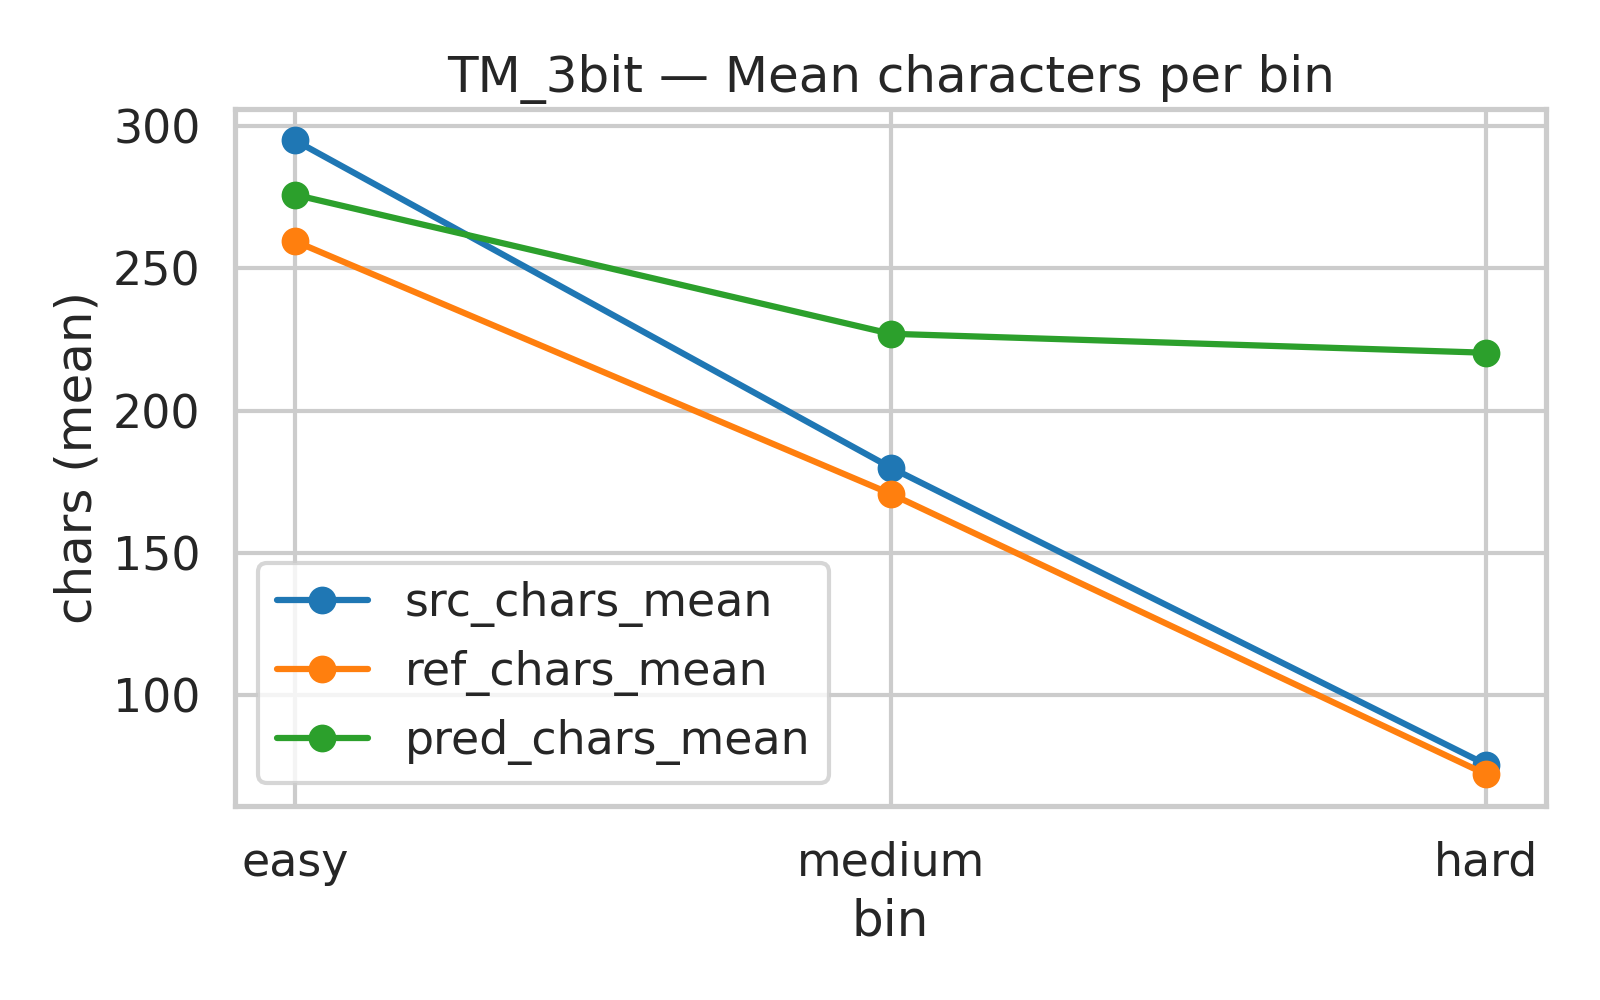 TM_3bit — Mean characters per bin
300
250
200
150
100
chars (mean)
src_chars_mean
ref_chars_mean
pred_chars_mean
easy medium hard
bin